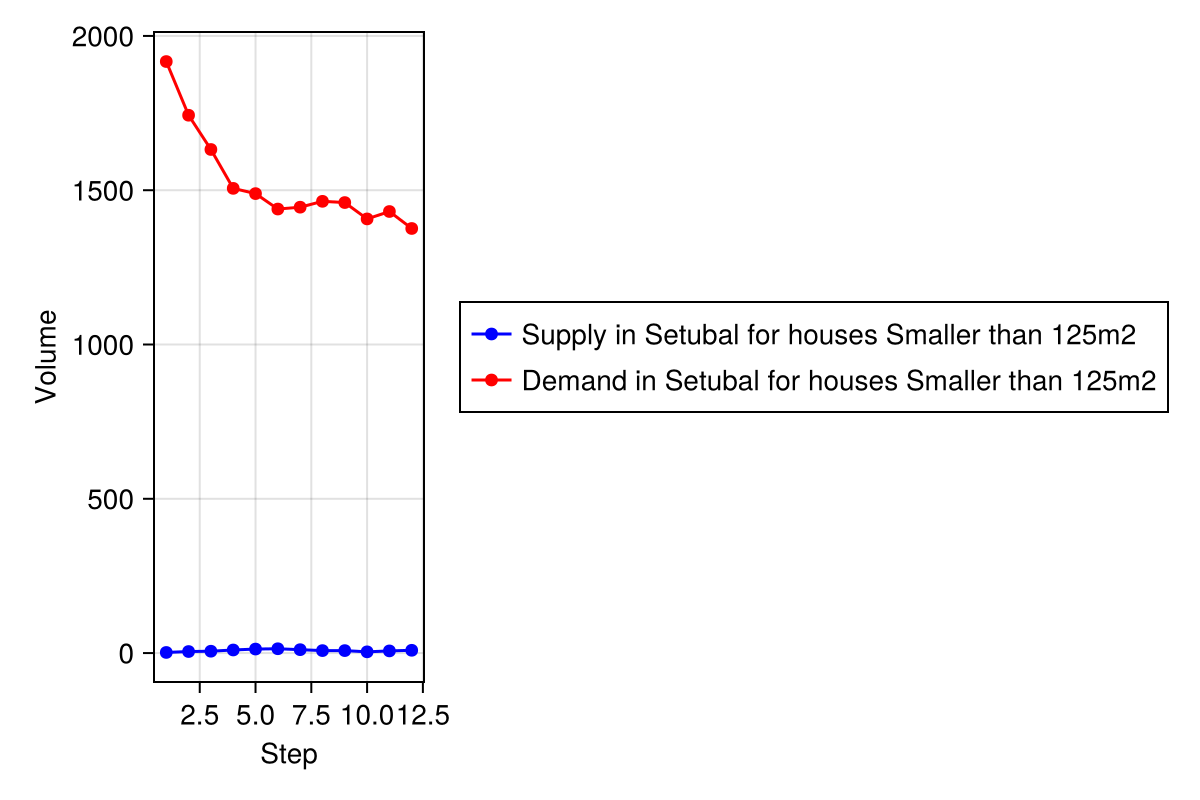 2000
1500
1000
500
0
Volume
2.5 5.0 7.5 10.0 12.5
Step
Supply in Setubal for houses Smaller than 125m2
Demand in Setubal for houses Smaller than 125m2